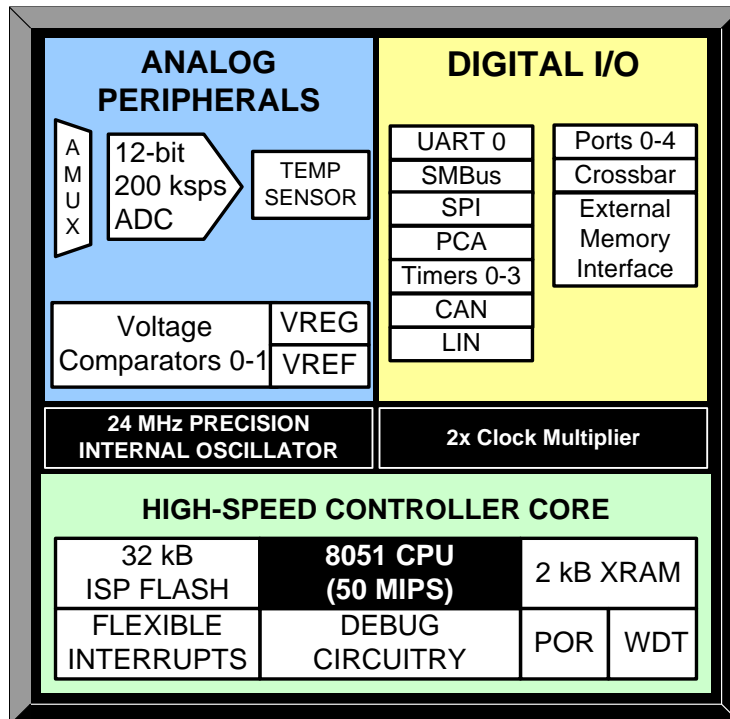 ANALOG
PERIPHERALS
A
M
U
X
12-bit
200 ksps
ADC
TEMP
SENSOR
Voltage
Comparators 0-1
VREG
VREF
DIGITAL I/O
UART 0
SMBus
SPI
PCA
Timers 0-3
CAN
LIN
Ports 0-4
Crossbar
External
Memory
Interface
24 MHz PRECISION
INTERNAL OSCILLATOR
2x Clock Multiplier
HIGH-SPEED CONTROLLER CORE
32 kB
ISP FLASH
8051 CPU
(50 MIPS)
2 kB XRAM
FLEXIBLE
INTERRUPTS
DEBUG
CIRCUITRY
POR
WDT